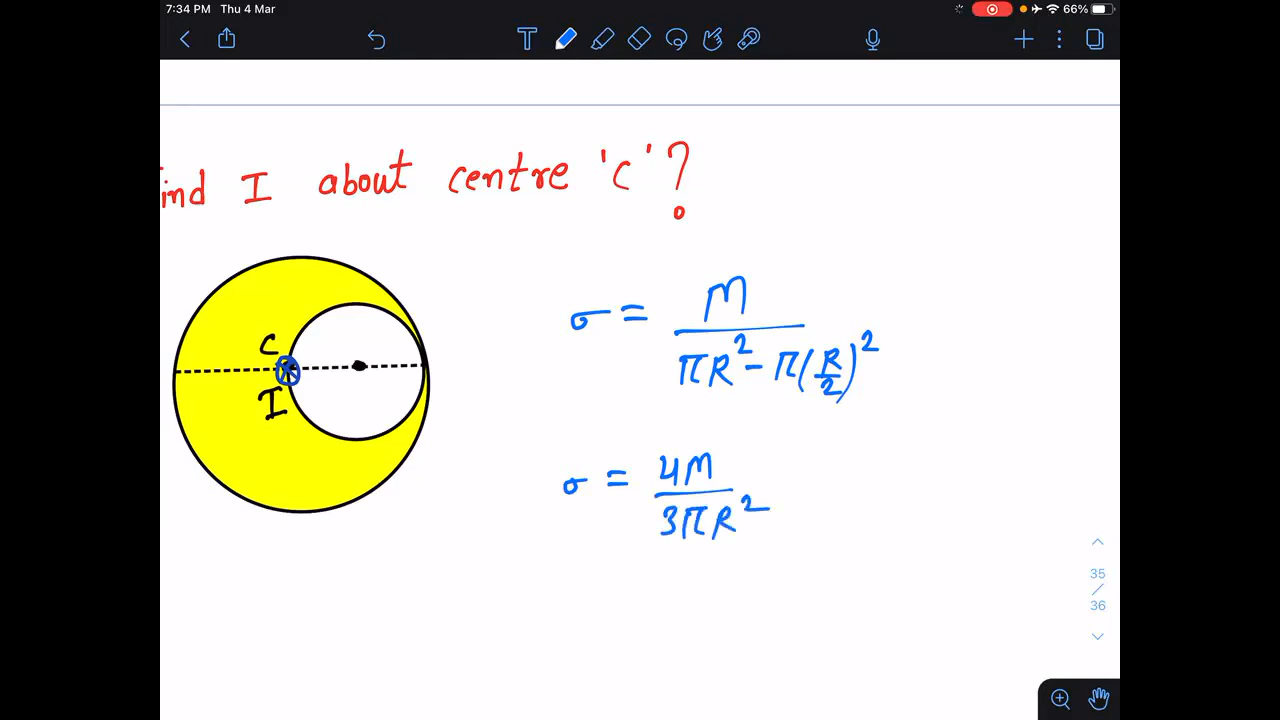 7:34 PM Thu 4 Mar
66%
T
ind I about centre 'c' ?
σ = M / πR² - π(R/2)²
C
I
σ = 4M / 3πR²
35
/
36